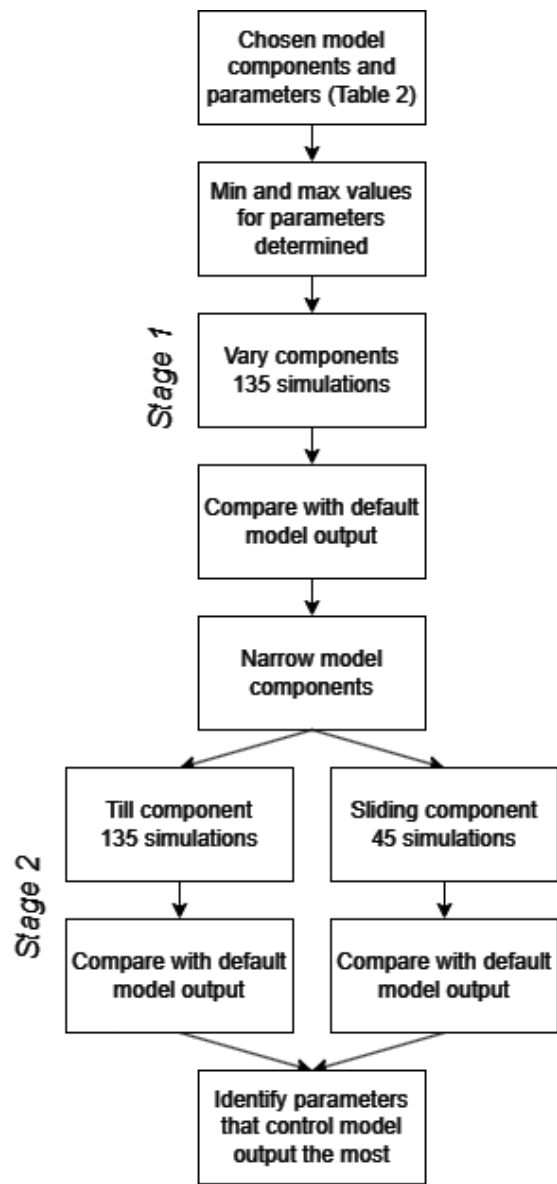 Chosen model
components and
parameters (Table 2)
Min and max values
for parameters
determined
Stage 1
Vary components
135 simulations
Compare with default
model output
Narrow model
components
Stage 2
Till component
135 simulations
Sliding component
45 simulations
Compare with default
model output
Compare with default
model output
Identify parameters
that control model
output the most